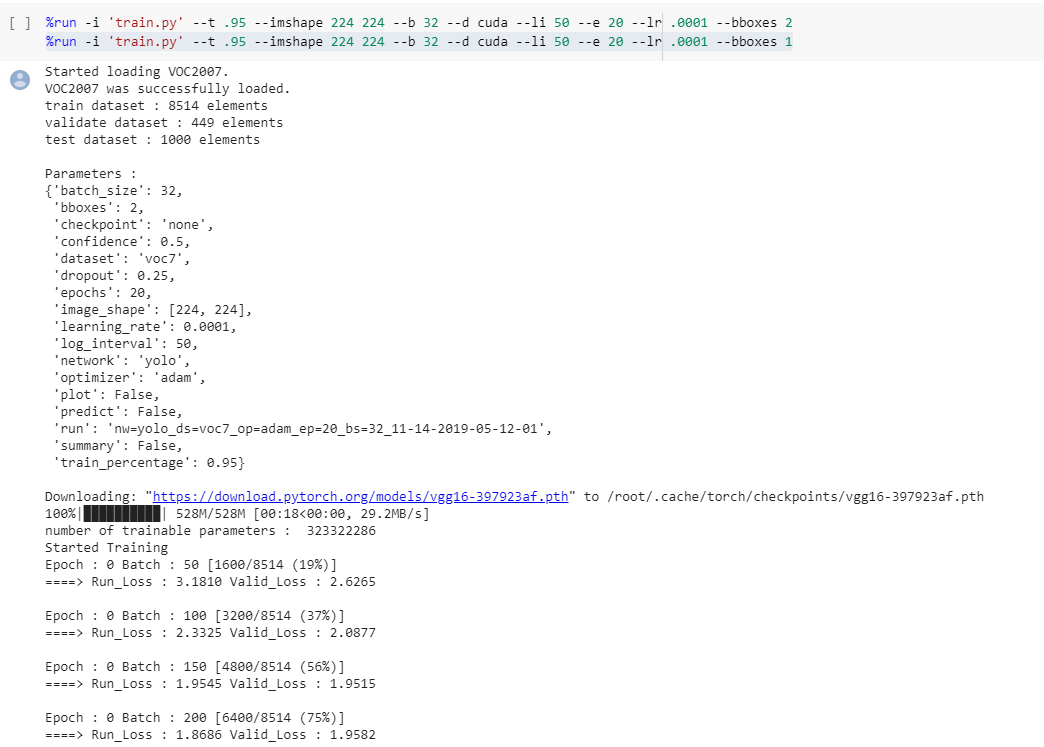 [ ] %run -i 'train.py' --t .95 --imshape 224 224 --b 32 --d cuda --li 50 --e 20 --lr .0001 --bboxes 2
%run -i 'train.py' --t .95 --imshape 224 224 --b 32 --d cuda --li 50 --e 20 --lr .0001 --bboxes 1
Started loading VOC2007.
VOC2007 was successfully loaded.
train dataset : 8514 elements
validate dataset : 449 elements
test dataset : 1000 elements
Parameters :
{'batch_size': 32,
'bboxes': 2,
'checkpoint': 'none',
'confidence': 0.5,
'dataset': 'voc7',
'dropout': 0.25,
'epochs': 20,
'image_shape': [224, 224],
'learning_rate': 0.0001,
'log_interval': 50,
'network': 'yolo',
'optimizer': 'adam',
'plot': False,
'predict': False,
'run': 'nw=yolo_ds=voc7_op=adam_ep=20_bs=32_11-14-2019-05-12-01',
'summary': False,
'train_percentage': 0.95}
Downloading: "https://download.pytorch.org/models/vgg16-397923af.pth" to /root/.cache/torch/checkpoints/vgg16-397923af.pth
100%|██████████| 528M/528M [00:18<00:00, 29.2MB/s]
number of trainable parameters :  323322286
Started Training
Epoch : 0 Batch : 50 [1600/8514 (19%)]
====> Run_Loss : 3.1810 Valid_Loss : 2.6265
Epoch : 0 Batch : 100 [3200/8514 (37%)]
====> Run_Loss : 2.3325 Valid_Loss : 2.0877
Epoch : 0 Batch : 150 [4800/8514 (56%)]
====> Run_Loss : 1.9545 Valid_Loss : 1.9515
Epoch : 0 Batch : 200 [6400/8514 (75%)]
====> Run_Loss : 1.8686 Valid_Loss : 1.9582